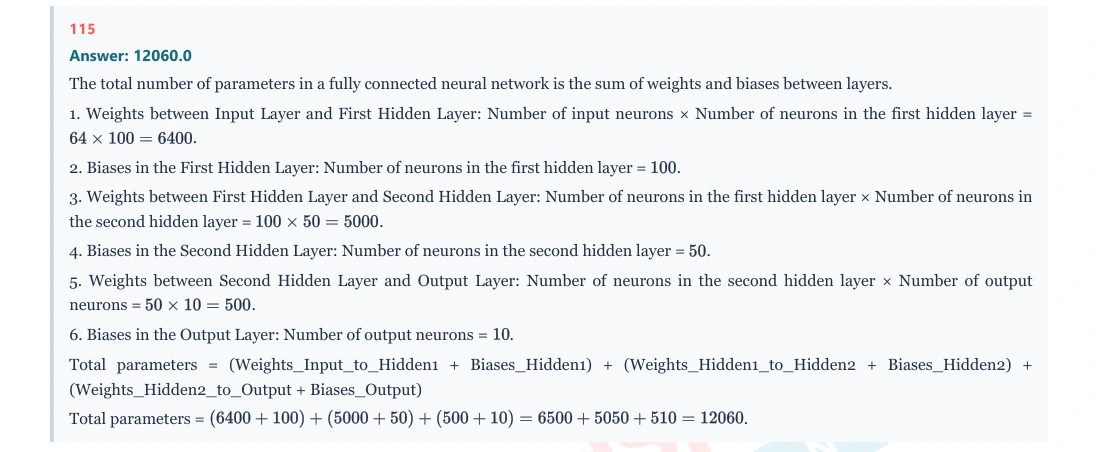 115
Answer: 12060.0
The total number of parameters in a fully connected neural network is the sum of weights and biases between layers.
1. Weights between Input Layer and First Hidden Layer: Number of input neurons × Number of neurons in the first hidden layer =
64 × 100 = 6400.
2. Biases in the First Hidden Layer: Number of neurons in the first hidden layer = 100.
3. Weights between First Hidden Layer and Second Hidden Layer: Number of neurons in the first hidden layer × Number of neurons in
the second hidden layer = 100 × 50 = 5000.
4. Biases in the Second Hidden Layer: Number of neurons in the second hidden layer = 50.
5. Weights between Second Hidden Layer and Output Layer: Number of neurons in the second hidden layer × Number of output
neurons = 50 × 10 = 500.
6. Biases in the Output Layer: Number of output neurons = 10.
Total parameters = (Weights_Input_to_Hidden1 + Biases_Hidden1) + (Weights_Hidden1_to_Hidden2 + Biases_Hidden2) +
(Weights_Hidden2_to_Output + Biases_Output)
Total parameters = (6400 + 100) + (5000 + 50) + (500 + 10) = 6500 + 5050 + 510 = 12060.